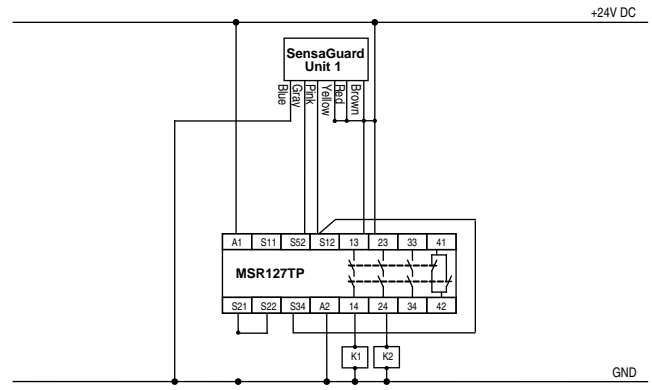 +24V DC
SensaGuard
Unit 1
Blue
Gray
Pink
Yellow
Red
Brown
A1 S11 S52 S12 13 23 33 41
MSR127TP
S21 S22 S34 A2 14 24 34 42
K1 K2
GND